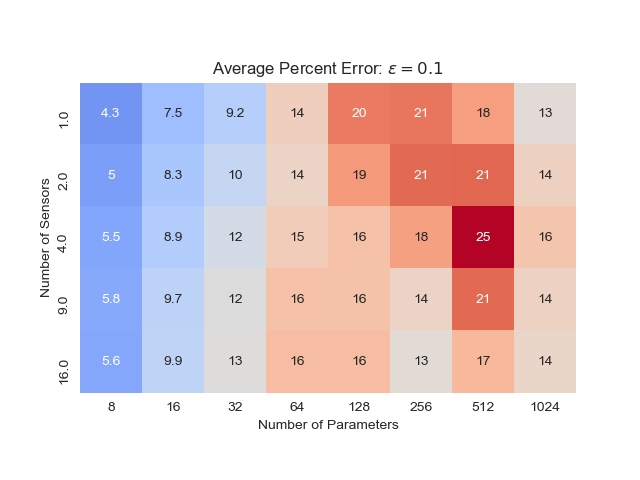 Average Percent Error: ε = 0.1
Number of Sensors
1.0 4.3 7.5 9.2 14 20 21 18 13
2.0 5 8.3 10 14 19 21 21 14
4.0 5.5 8.9 12 15 16 18 25 16
9.0 5.8 9.7 12 16 16 14 21 14
16.0 5.6 9.9 13 16 16 13 17 14
8 16 32 64 128 256 512 1024
Number of Parameters